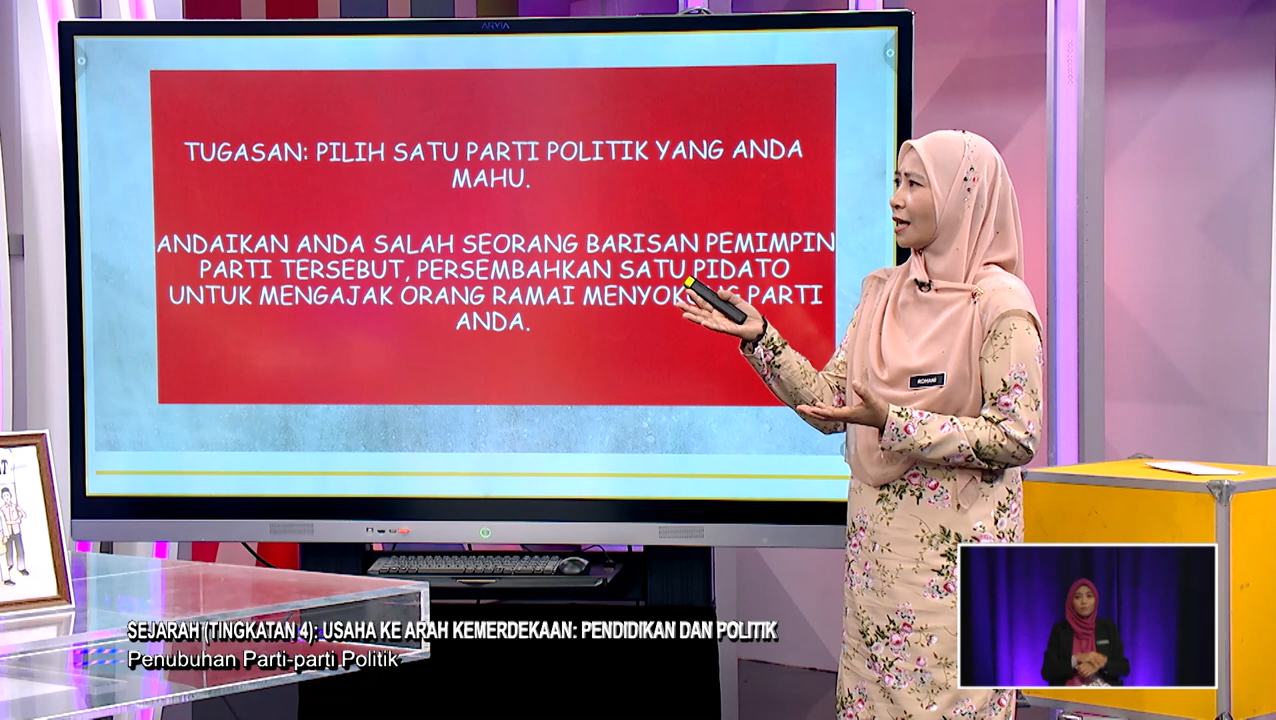 ARVIA
TUGASAN: PILIH SATU PARTI POLITIK YANG ANDA
MAHU.
ANDAIKAN ANDA SALAH SEORANG BARISAN PEMIMPIN
PARTI TERSEBUT, PERSEMBAHKAN SATU PIDATO
UNTUK MENGAJAK ORANG RAMAI MENYOKONG PARTI
ANDA.
ROHANI
SEJARAH (TINGKATAN 4): USAHA KE ARAH KEMERDEKAAN: PENDIDIKAN DAN POLITIK
Penubuhan Parti-parti Politik